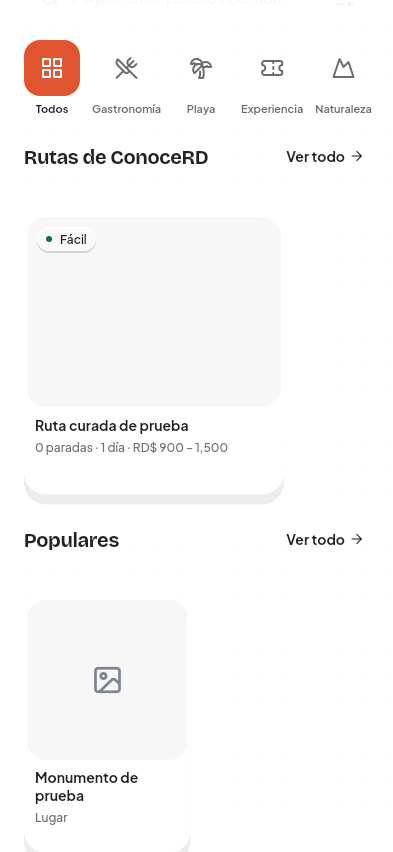 Todos
Gastronomía
Playa
Experiencia
Naturaleza
Rutas de ConoceRD
Ver todo →
Fácil
Ruta curada de prueba
0 paradas · 1 día · RD$ 900 – 1,500
Populares
Ver todo →
Monumento de
prueba
Lugar